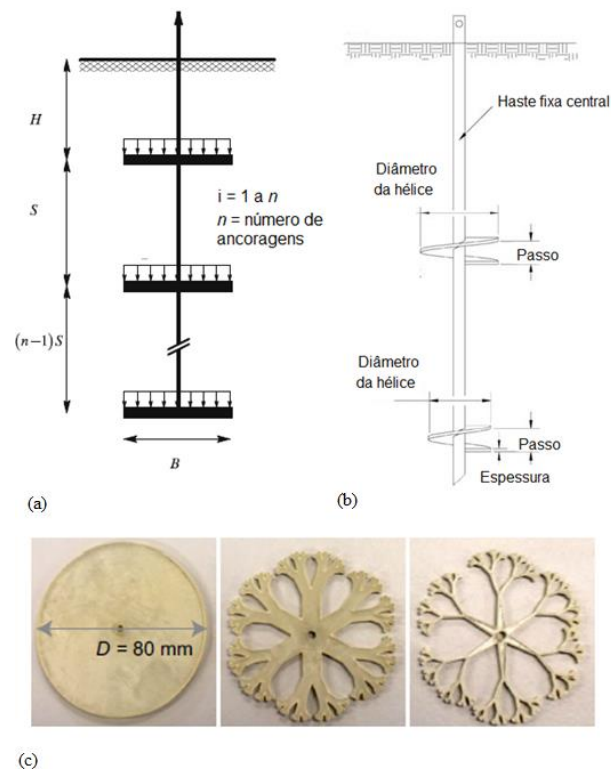 H
S
i = 1 a n
n = número de
ancoragens
(n−1)S
B
(a)
Haste fixa central
Diâmetro
da hélice
Passo
Diâmetro
da hélice
Passo
Espessura
(b)
D = 80 mm
(c)